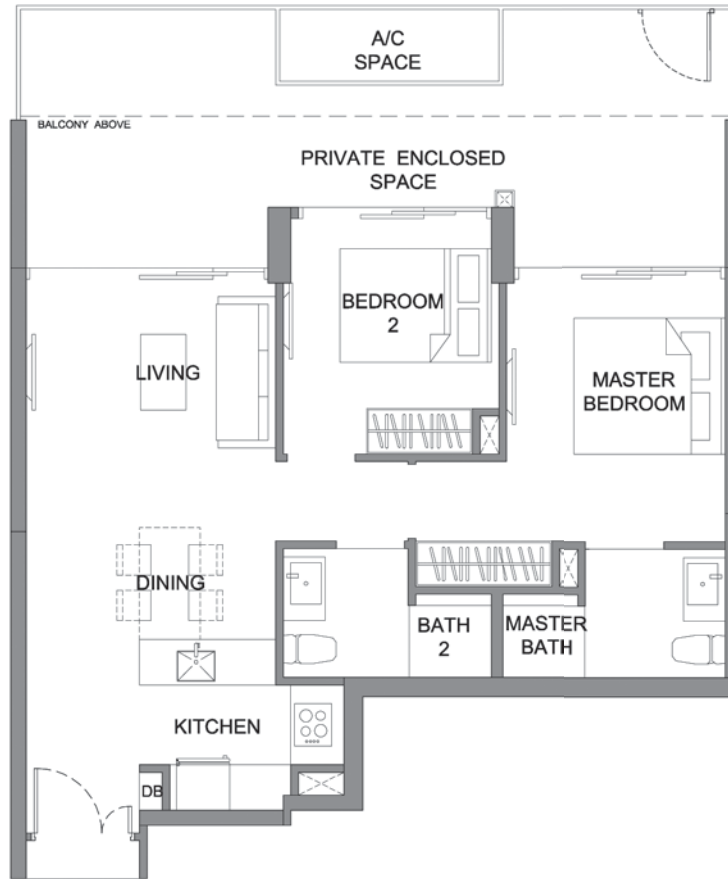 A/C
SPACE
BALCONY ABOVE
PRIVATE ENCLOSED
SPACE
BEDROOM
2
LIVING
MASTER
BEDROOM
DINING
BATH
2
MASTER
BATH
KITCHEN
DB